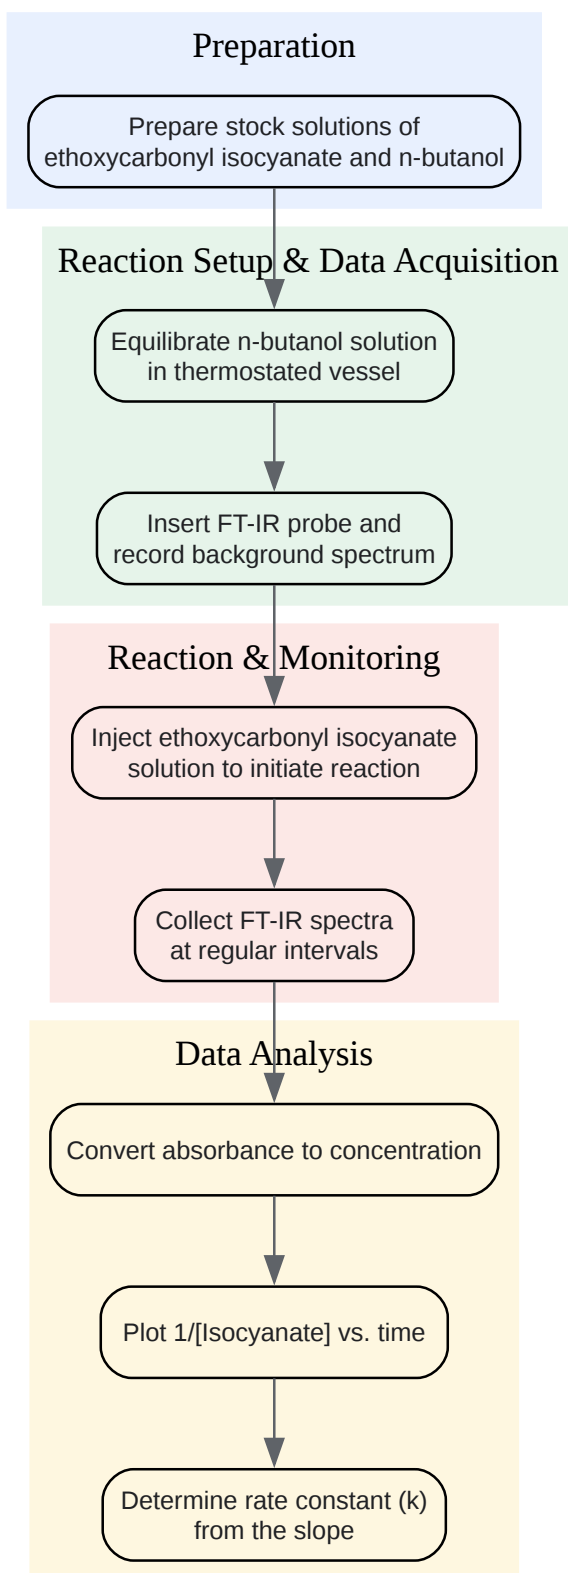 Preparation
Prepare stock solutions of
ethoxycarbonyl isocyanate and n-butanol
Reaction Setup & Data Acquisition
Equilibrate n-butanol solution
in thermostated vessel
Insert FT-IR probe and
record background spectrum
Reaction & Monitoring
Inject ethoxycarbonyl isocyanate
solution to initiate reaction
Collect FT-IR spectra
at regular intervals
Data Analysis
Convert absorbance to concentration
Plot 1/[Isocyanate] vs. time
Determine rate constant (k)
from the slope